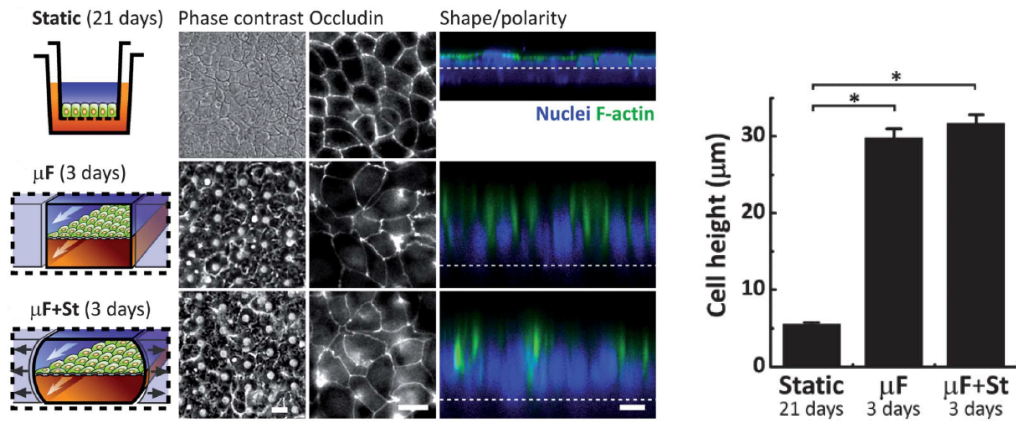 Static (21 days)
Phase contrast
Occludin
Shape/polarity
Nuclei F-actin
μF (3 days)
μF+St (3 days)
Cell height (μm)
30
20
10
0
*
*
Static
21 days
μF
3 days
μF+St
3 days